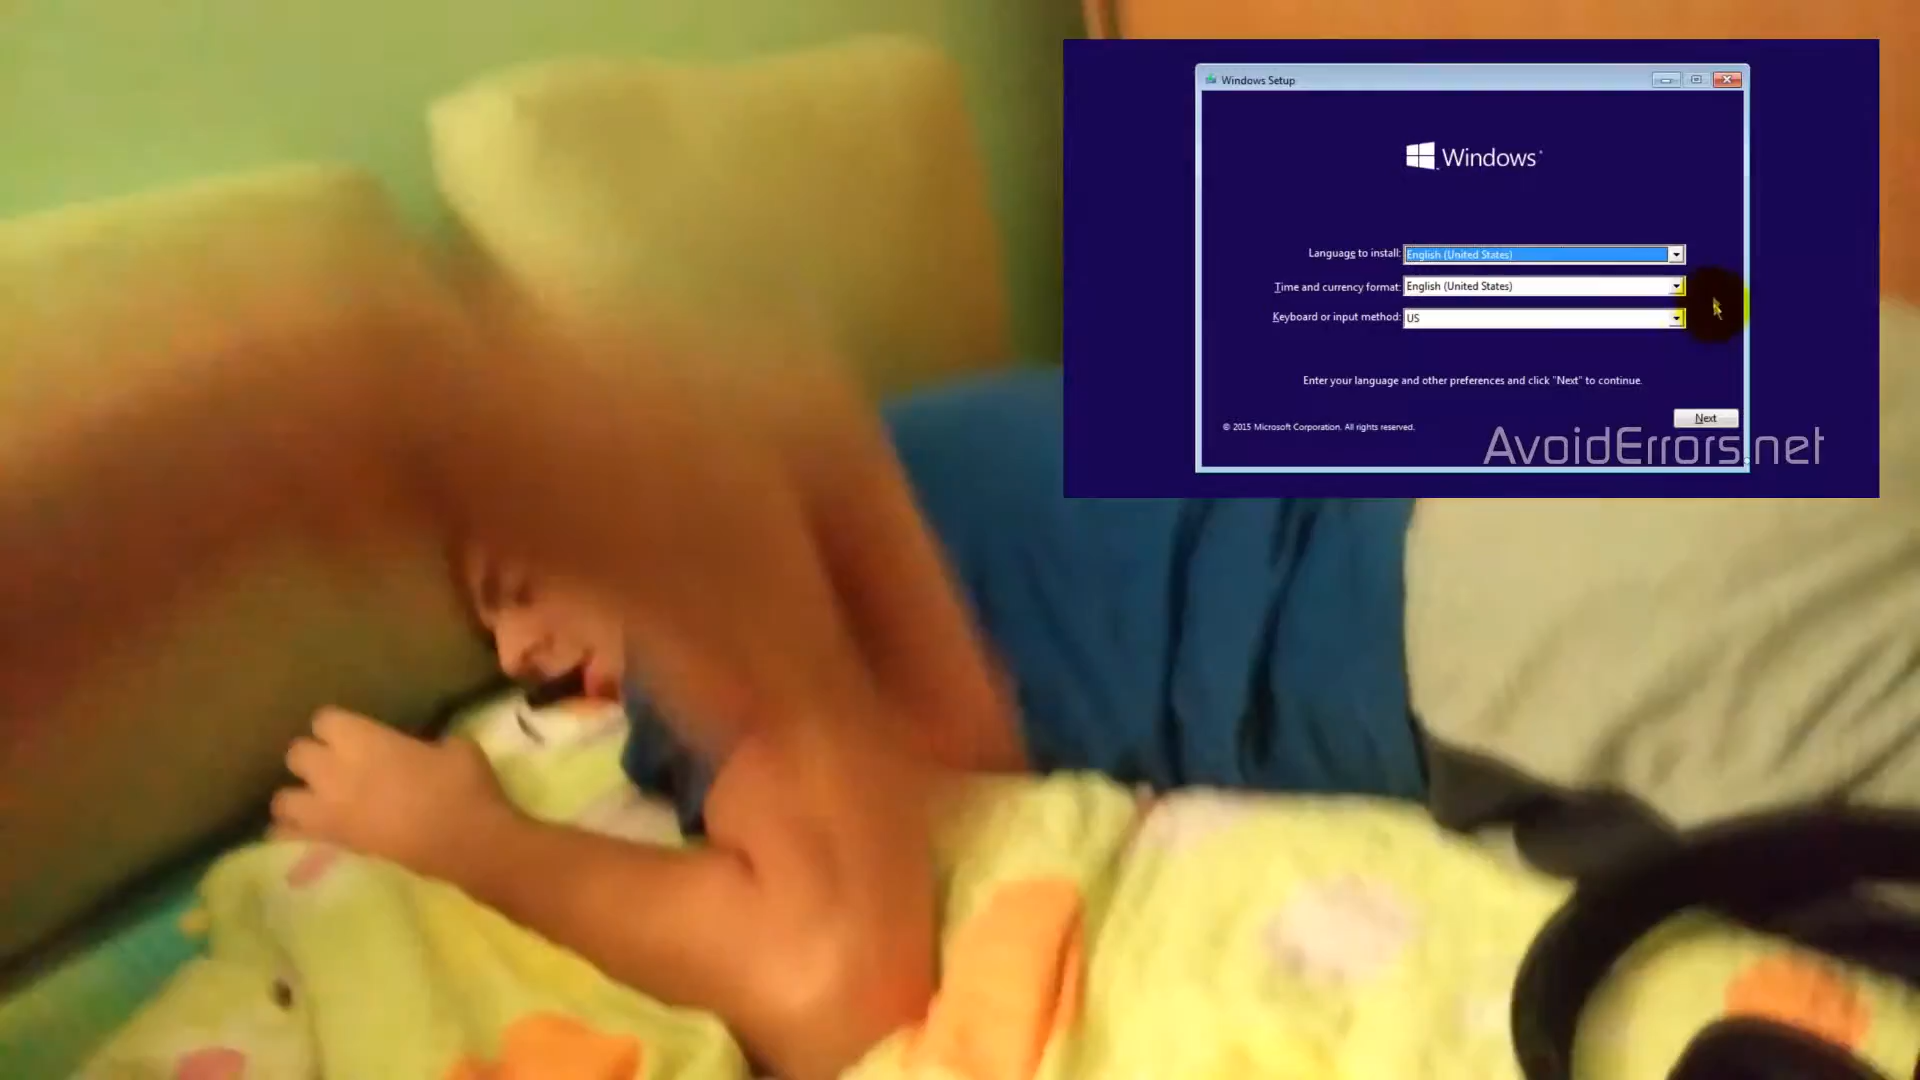 Windows Setup
Windows
Language to install: English (United States)
Time and currency format: English (United States)
Keyboard or input method: US
Enter your language and other preferences and click "Next" to continue.
Next
© 2015 Microsoft Corporation. All rights reserved.
AvoidErrors.net